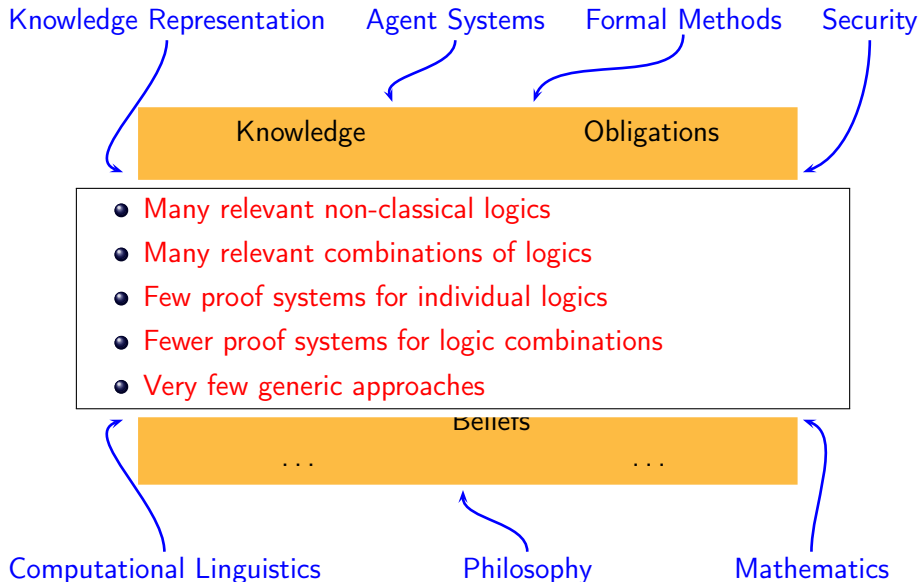 Knowledge Representation Agent Systems Formal Methods Security
Knowledge Obligations
Many relevant non-classical logics
Many relevant combinations of logics
Few proof systems for individual logics
Fewer proof systems for logic combinations
Very few generic approaches
Beliefs
... ...
Computational Linguistics Philosophy Mathematics